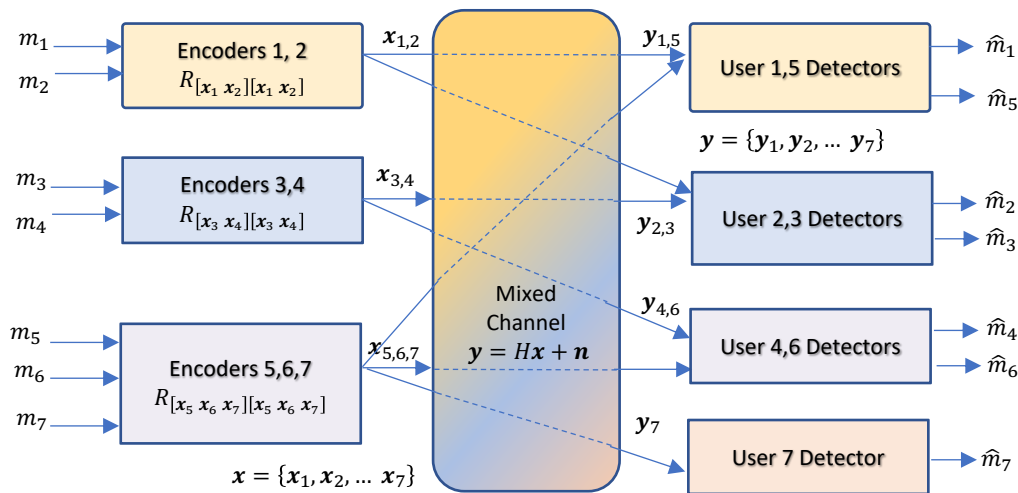 m₁
m₂
Encoders 1, 2
R[x₁ x₂][x₁ x₂]
x₁,₂
y₁,₅
User 1,5 Detectors
m̂₁
m̂₅
y = {y₁, y₂, … y₇}
m₃
m₄
Encoders 3,4
R[x₃ x₄][x₃ x₄]
x₃,₄
y₂,₃
User 2,3 Detectors
m̂₂
m̂₃
m₅
m₆
m₇
Encoders 5,6,7
R[x₅ x₆ x₇][x₅ x₆ x₇]
x₅,₆,₇
Mixed
Channel
y = Hx + n
y₄,₆
User 4,6 Detectors
m̂₄
m̂₆
y₇
User 7 Detector
m̂₇
x = {x₁, x₂, … x₇}